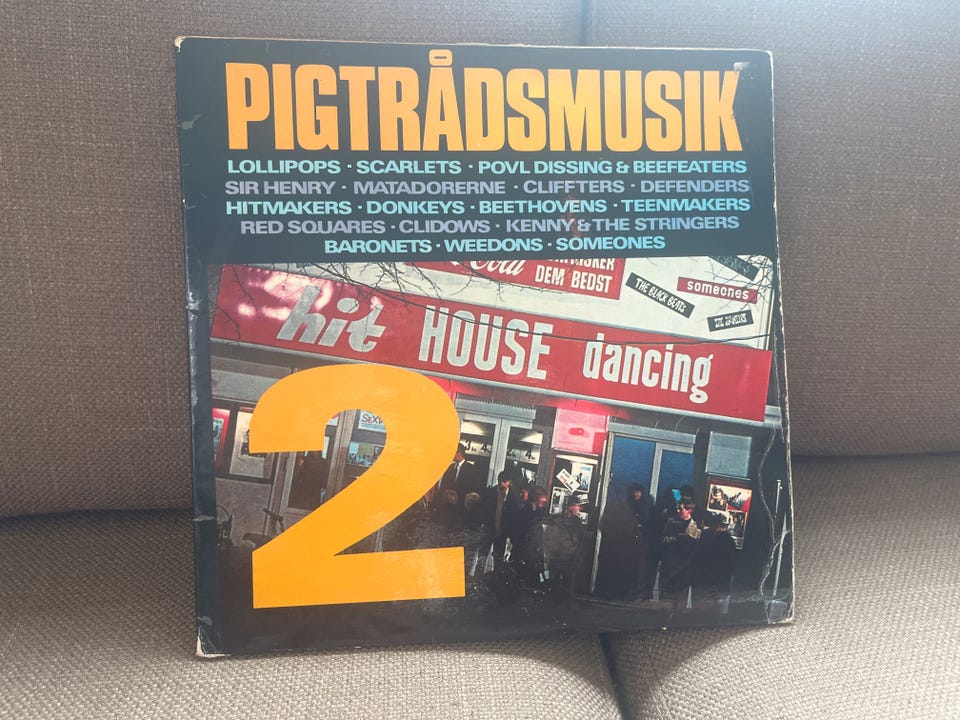 PIGTRÅDSMUSIK
LOLLIPOPS · SCARLETS · POVL DISSING & BEEFEATERS
SIR HENRY · MATADORERNE · CLIFFTERS · DEFENDERS
HITMAKERS · DONKEYS · BEETHOVENS · TEENMAKERS
RED SQUARES · CLIDOWS · KENNY & THE STRINGERS
BARONETS · WEEDONS · SOMEONES
DEM BEDST
THE BLACK BEATS
someones
hit HOUSE dancing
2